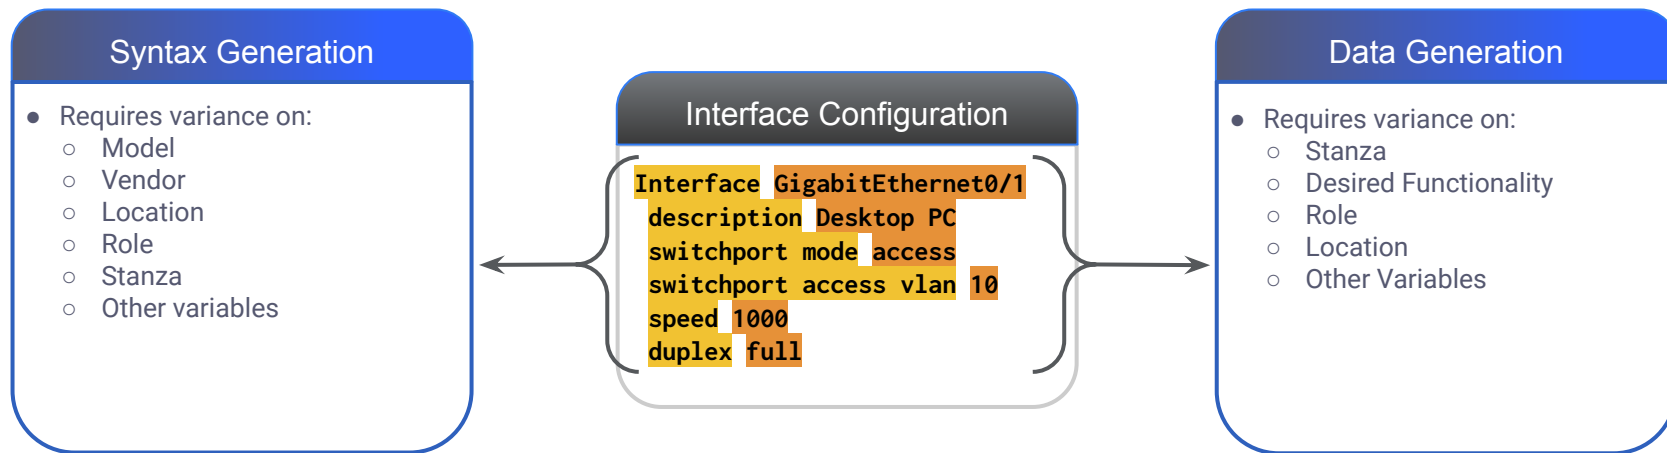 Syntax Generation
● Requires variance on:
○ Model
○ Vendor
○ Location
○ Role
○ Stanza
○ Other variables
Interface Configuration
Interface GigabitEthernet0/1
description Desktop PC
switchport mode access
switchport access vlan 10
speed 1000
duplex full
Data Generation
● Requires variance on:
○ Stanza
○ Desired Functionality
○ Role
○ Location
○ Other Variables